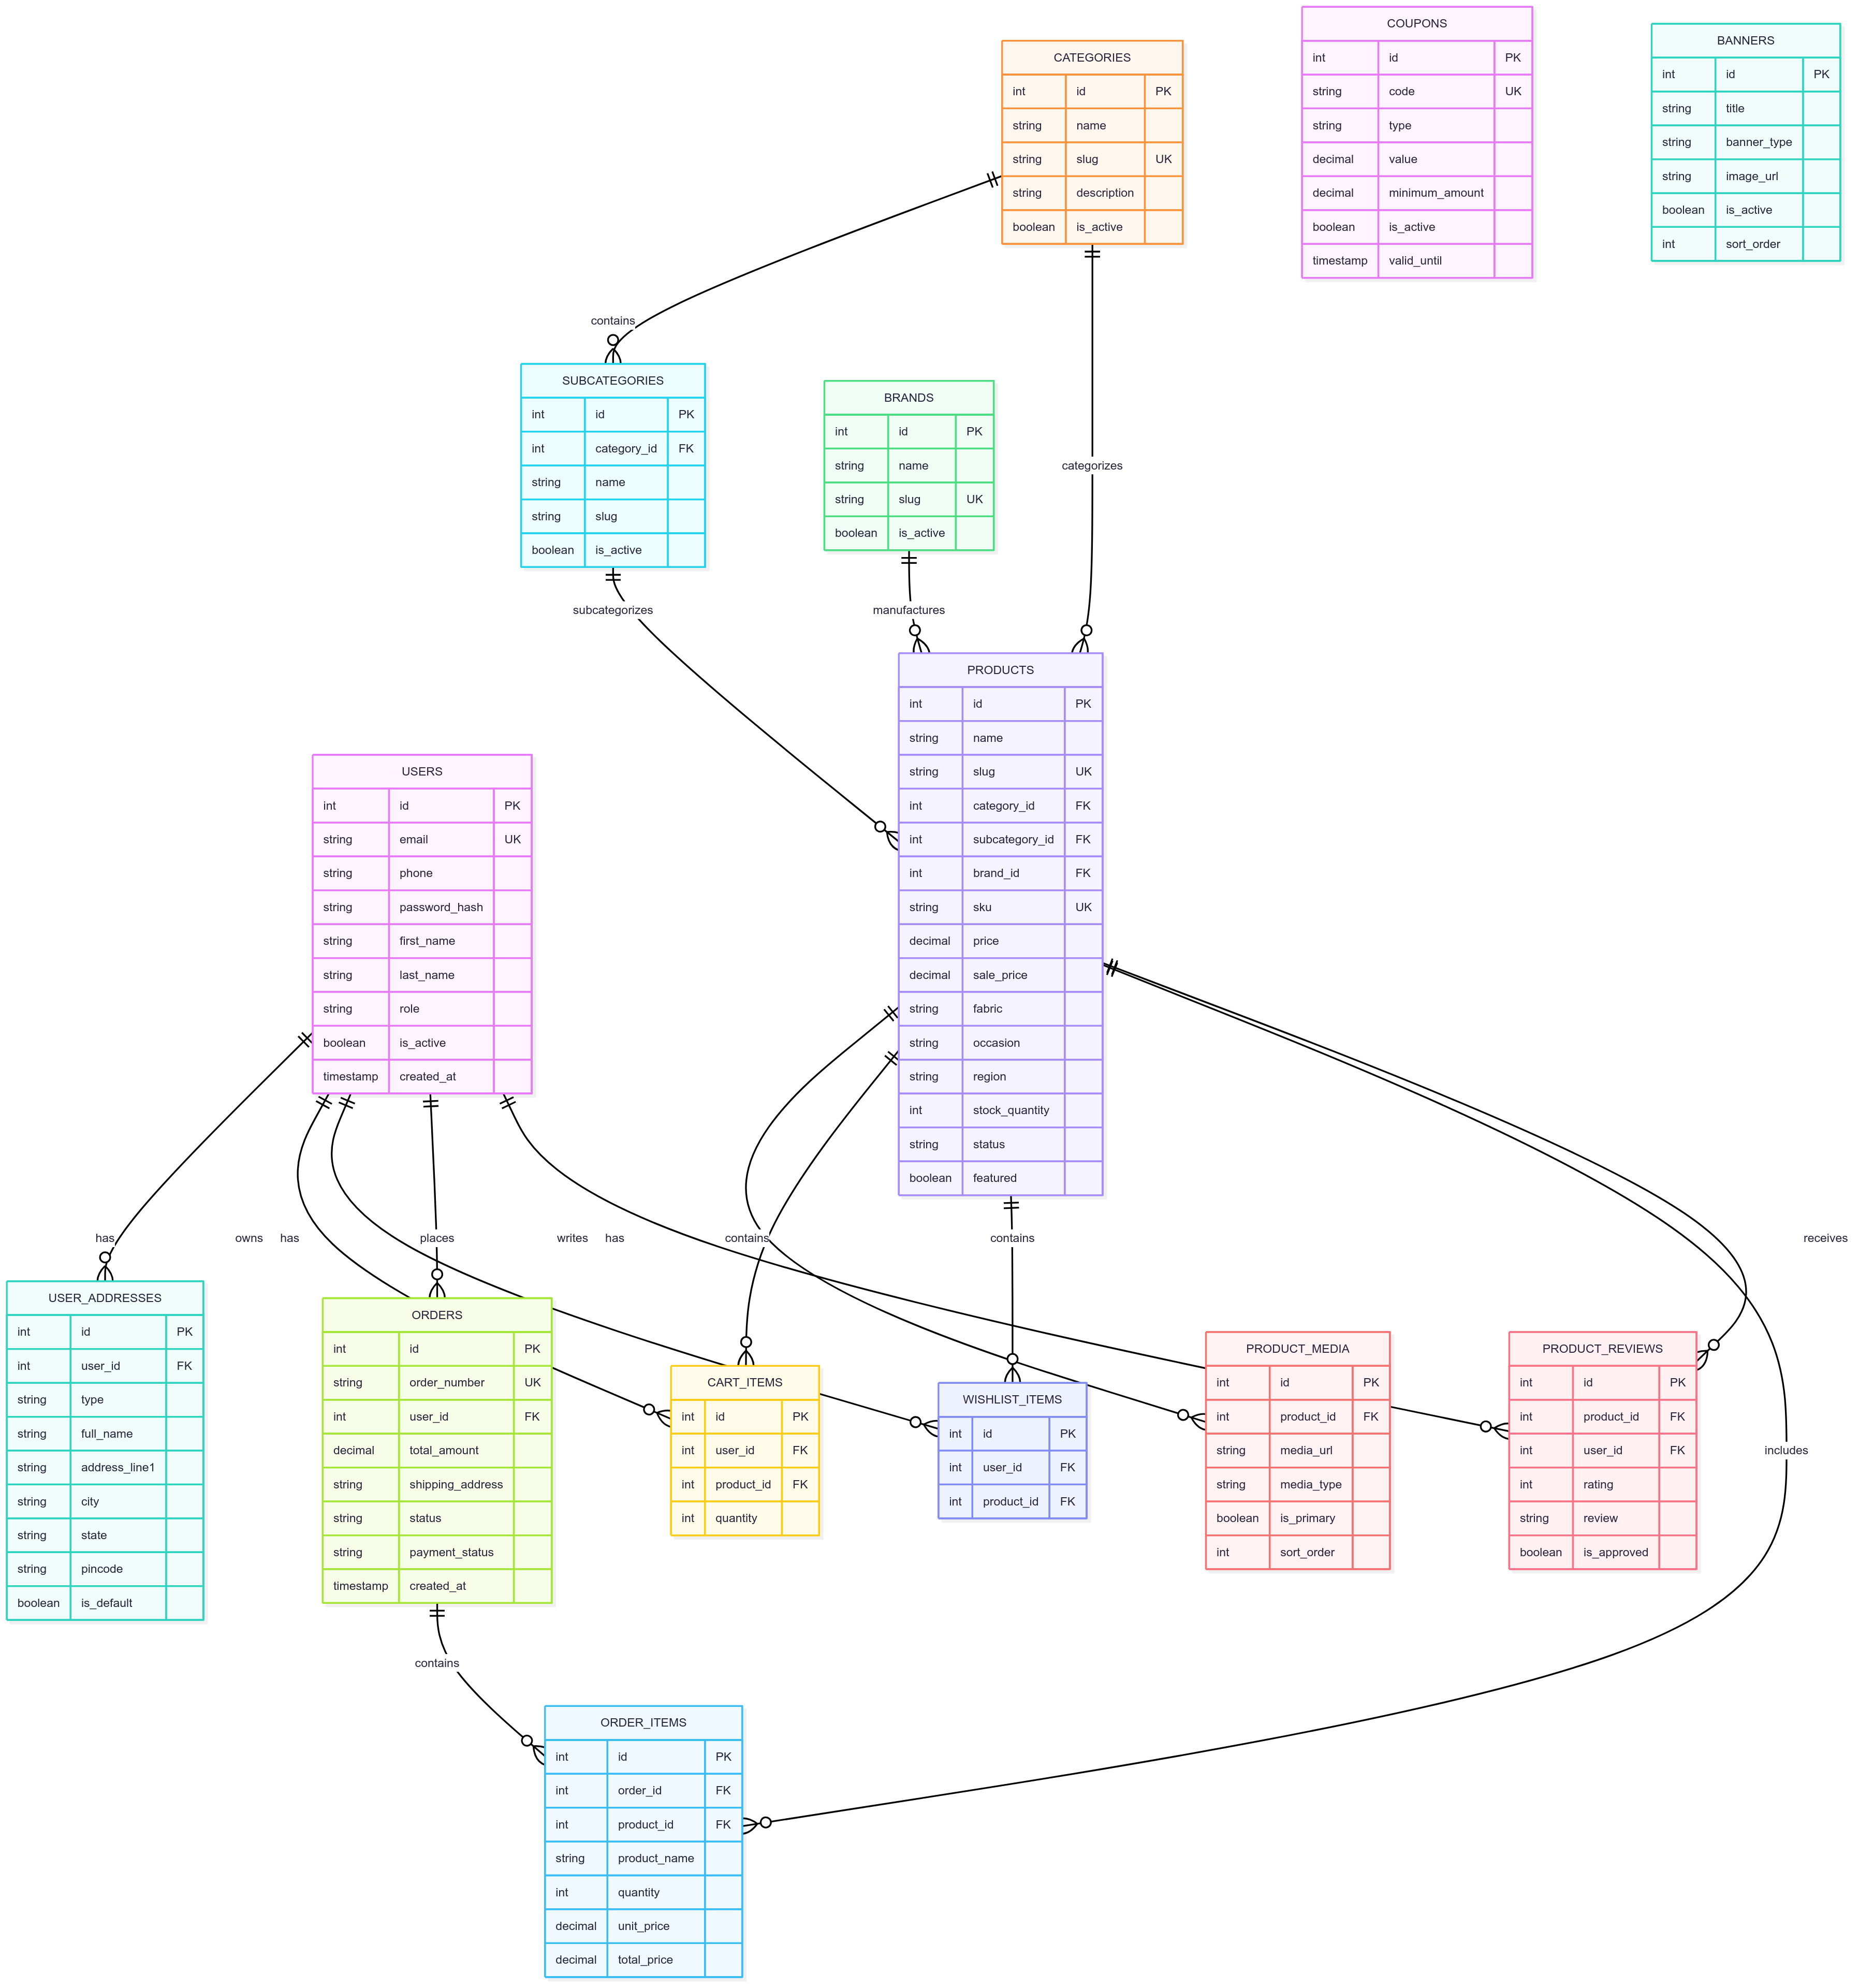 COUPONS
int id PK
string code UK
string type
decimal value
decimal minimum_amount
boolean is_active
timestamp valid_until
BANNERS
int id PK
string title
string banner_type
string image_url
boolean is_active
int sort_order
CATEGORIES
int id PK
string name
string slug UK
string description
boolean is_active
contains
SUBCATEGORIES
int id PK
int category_id FK
string name
string slug
boolean is_active
BRANDS
int id PK
string name
string slug UK
boolean is_active
categorizes
subcategorizes
manufactures
PRODUCTS
int id PK
string name
string slug UK
int category_id FK
int subcategory_id FK
int brand_id FK
string sku UK
decimal price
decimal sale_price
string fabric
string occasion
string region
int stock_quantity
string status
boolean featured
USERS
int id PK
string email UK
string phone
string password_hash
string first_name
string last_name
string role
boolean is_active
timestamp created_at
has
owns
has
places
writes
has
contains
contains
receives
USER_ADDRESSES
int id PK
int user_id FK
string type
string full_name
string address_line1
string city
string state
string pincode
boolean is_default
ORDERS
int id PK
string order_number UK
int user_id FK
decimal total_amount
string shipping_address
string status
string payment_status
timestamp created_at
CART_ITEMS
int id PK
int user_id FK
int product_id FK
int quantity
WISHLIST_ITEMS
int id PK
int user_id FK
int product_id FK
PRODUCT_MEDIA
int id PK
int product_id FK
string media_url
string media_type
boolean is_primary
int sort_order
PRODUCT_REVIEWS
int id PK
int product_id FK
int user_id FK
int rating
string review
boolean is_approved
includes
contains
ORDER_ITEMS
int id PK
int order_id FK
int product_id FK
string product_name
int quantity
decimal unit_price
decimal total_price